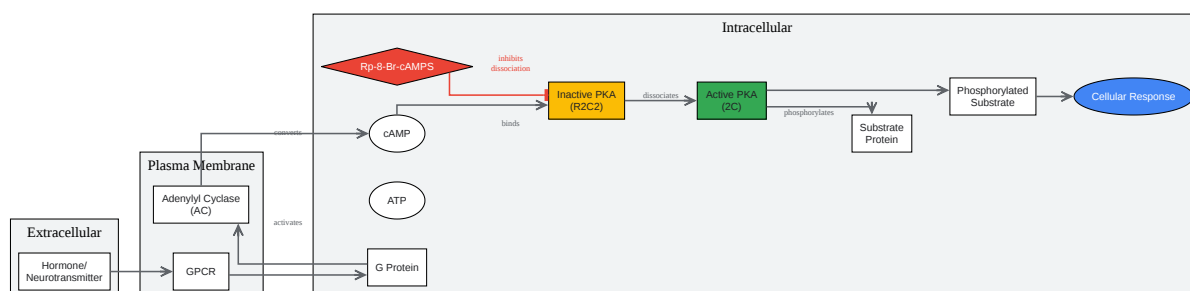 Intracellular
Rp-8-Br-cAMPS
inhibits
dissociation
Inactive PKA
(R2C2)
dissociates
Active PKA
(2C)
Phosphorylated
Substrate
Cellular Response
phosphorylates
binds
cAMP
converts
Substrate
Protein
Plasma Membrane
Adenylyl Cyclase
(AC)
ATP
activates
Extracellular
Hormone/
Neurotransmitter
GPCR
G Protein